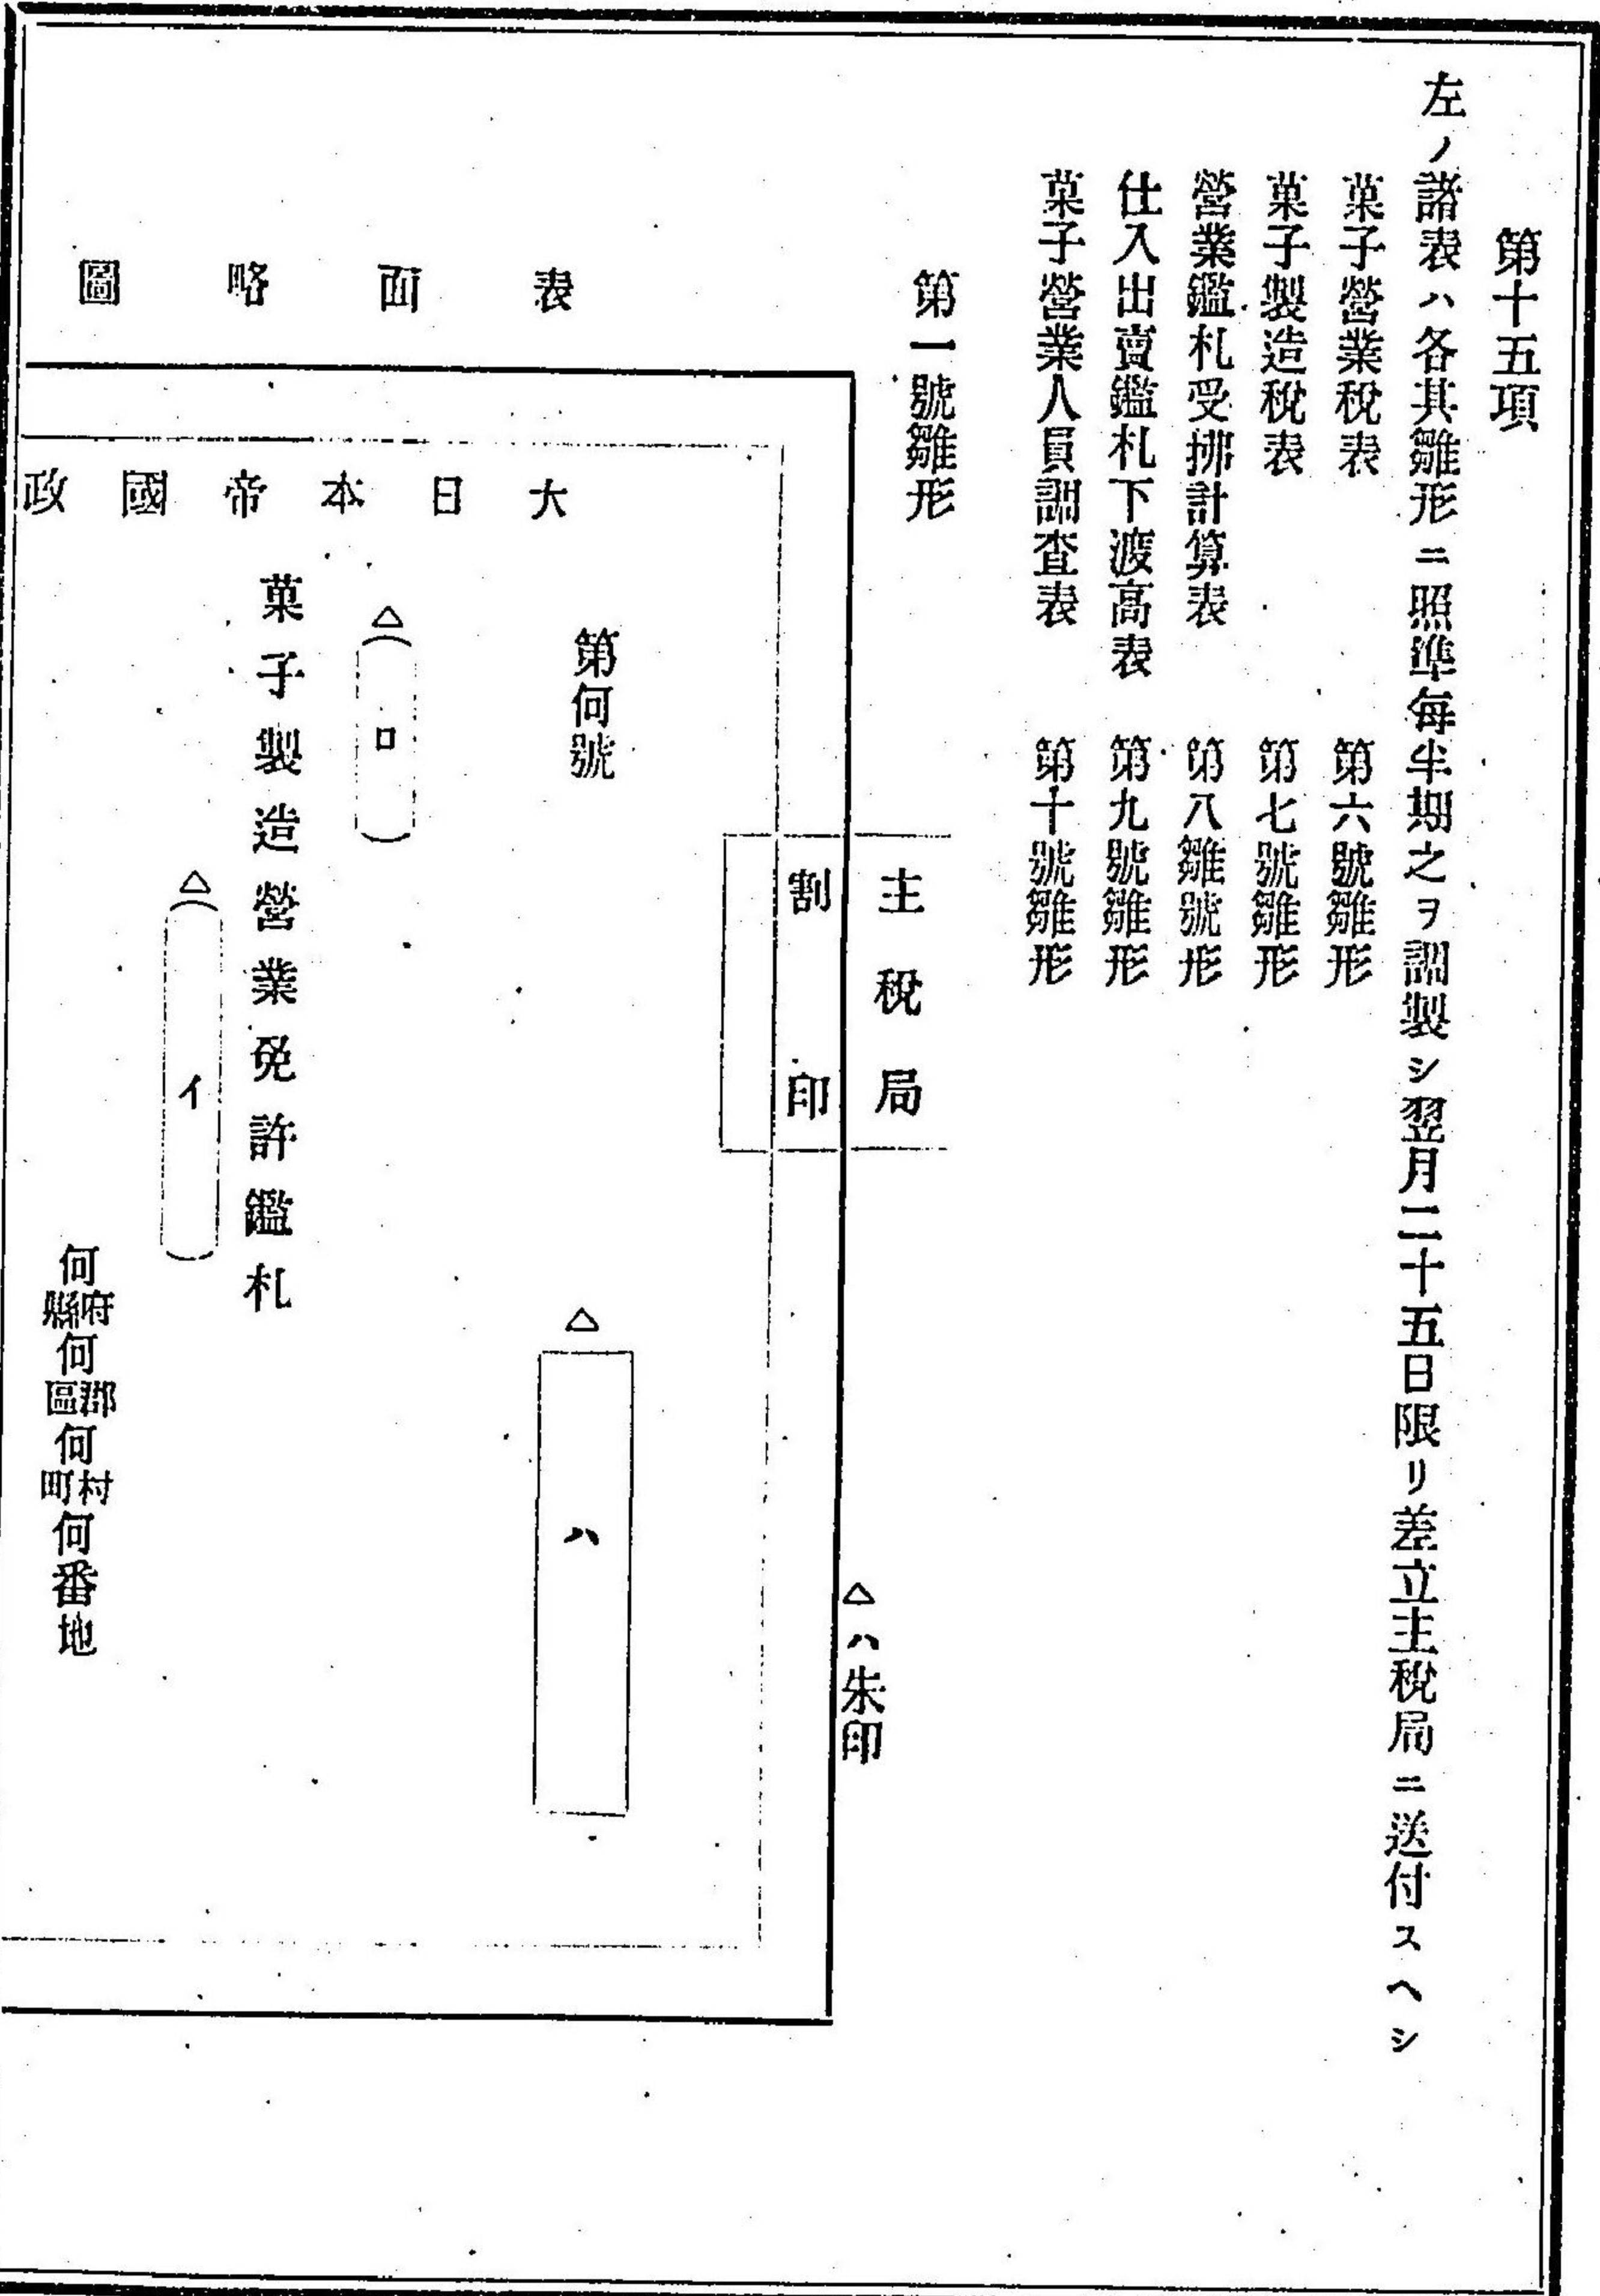 第十五項
左ノ諸表ハ各其雛形ニ照準每半期之ヲ調製シ翌月二十五日限リ差立主稅局ニ送付スヘシ
菓子營業稅表 第六號雛形
菓子製造稅表 第七號雛形
營業鑑札受拂計算表 第八雛號形
仕入出賣鑑札下渡高表 第九號雛形
菓子營業人員調査表 第十號雛形
第一號雛形
表面略圖
△ハ朱印
主稅局
割印
大日本帝國政
第何號
△ハ
△ロ
菓子製造營業免許鑑札
△イ
何府縣何郡區何村町何番地